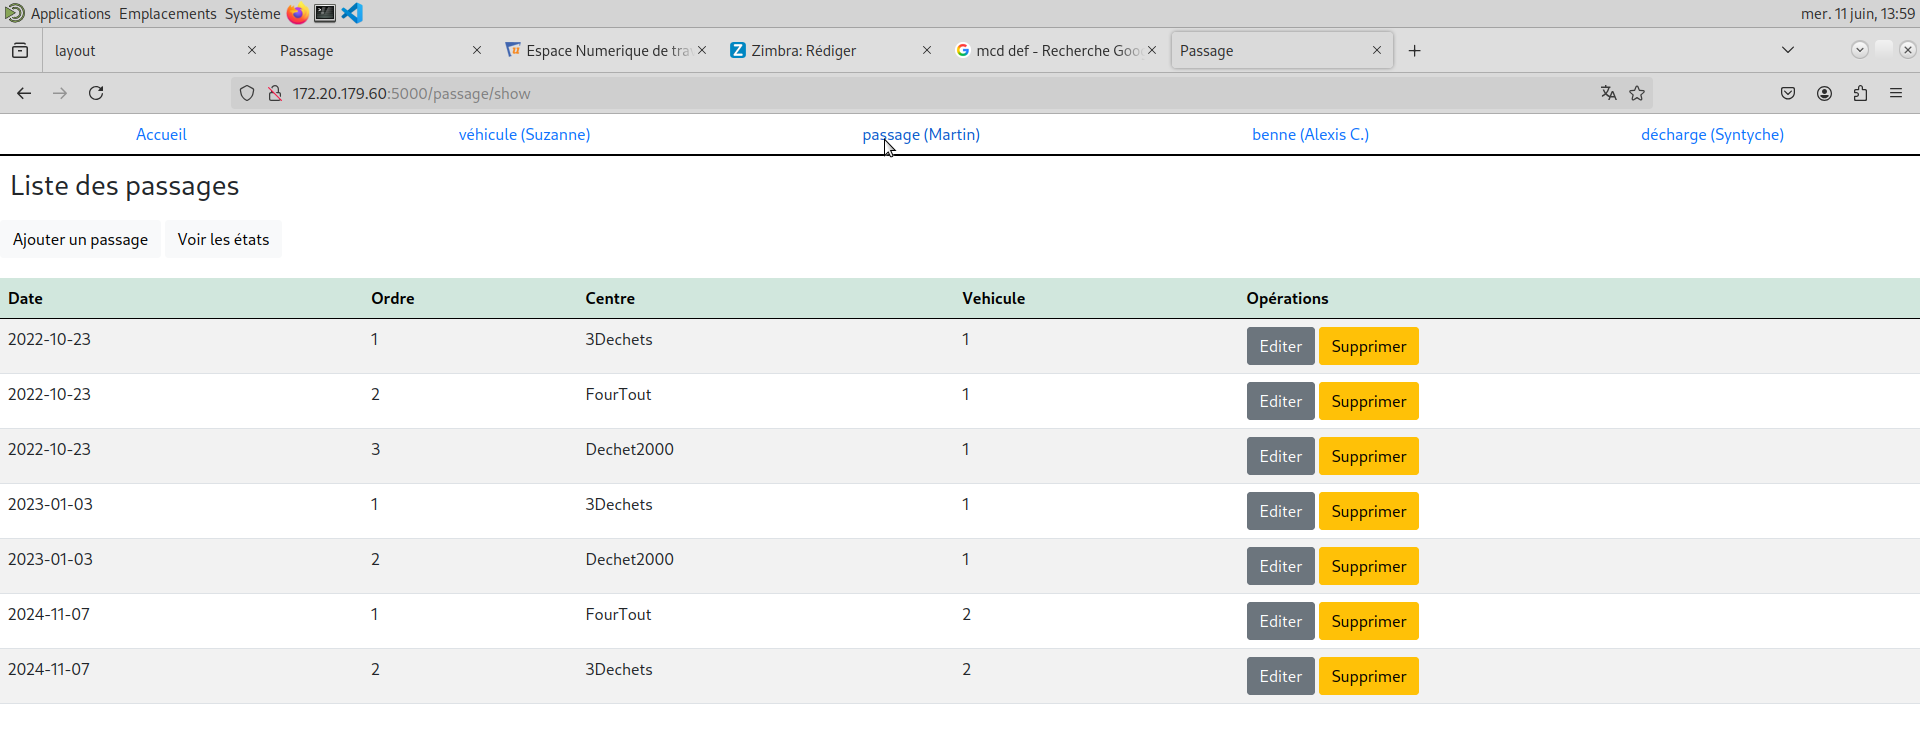 Applications Emplacements Système mer. 11 juin, 13:59
layout Passage Espace Numerique de tra Zimbra: Rédiger mcd def - Recherche Goo Passage
172.20.179.60:5000/passage/show
Accueil véhicule (Suzanne) passage (Martin) benne (Alexis C.) décharge (Syntyche)
Liste des passages
Ajouter un passage Voir les états
Date Ordre Centre Vehicule Opérations
2022-10-23 1 3Dechets 1 Editer Supprimer
2022-10-23 2 FourTout 1 Editer Supprimer
2022-10-23 3 Dechet2000 1 Editer Supprimer
2023-01-03 1 3Dechets 1 Editer Supprimer
2023-01-03 2 Dechet2000 1 Editer Supprimer
2024-11-07 1 FourTout 2 Editer Supprimer
2024-11-07 2 3Dechets 2 Editer Supprimer